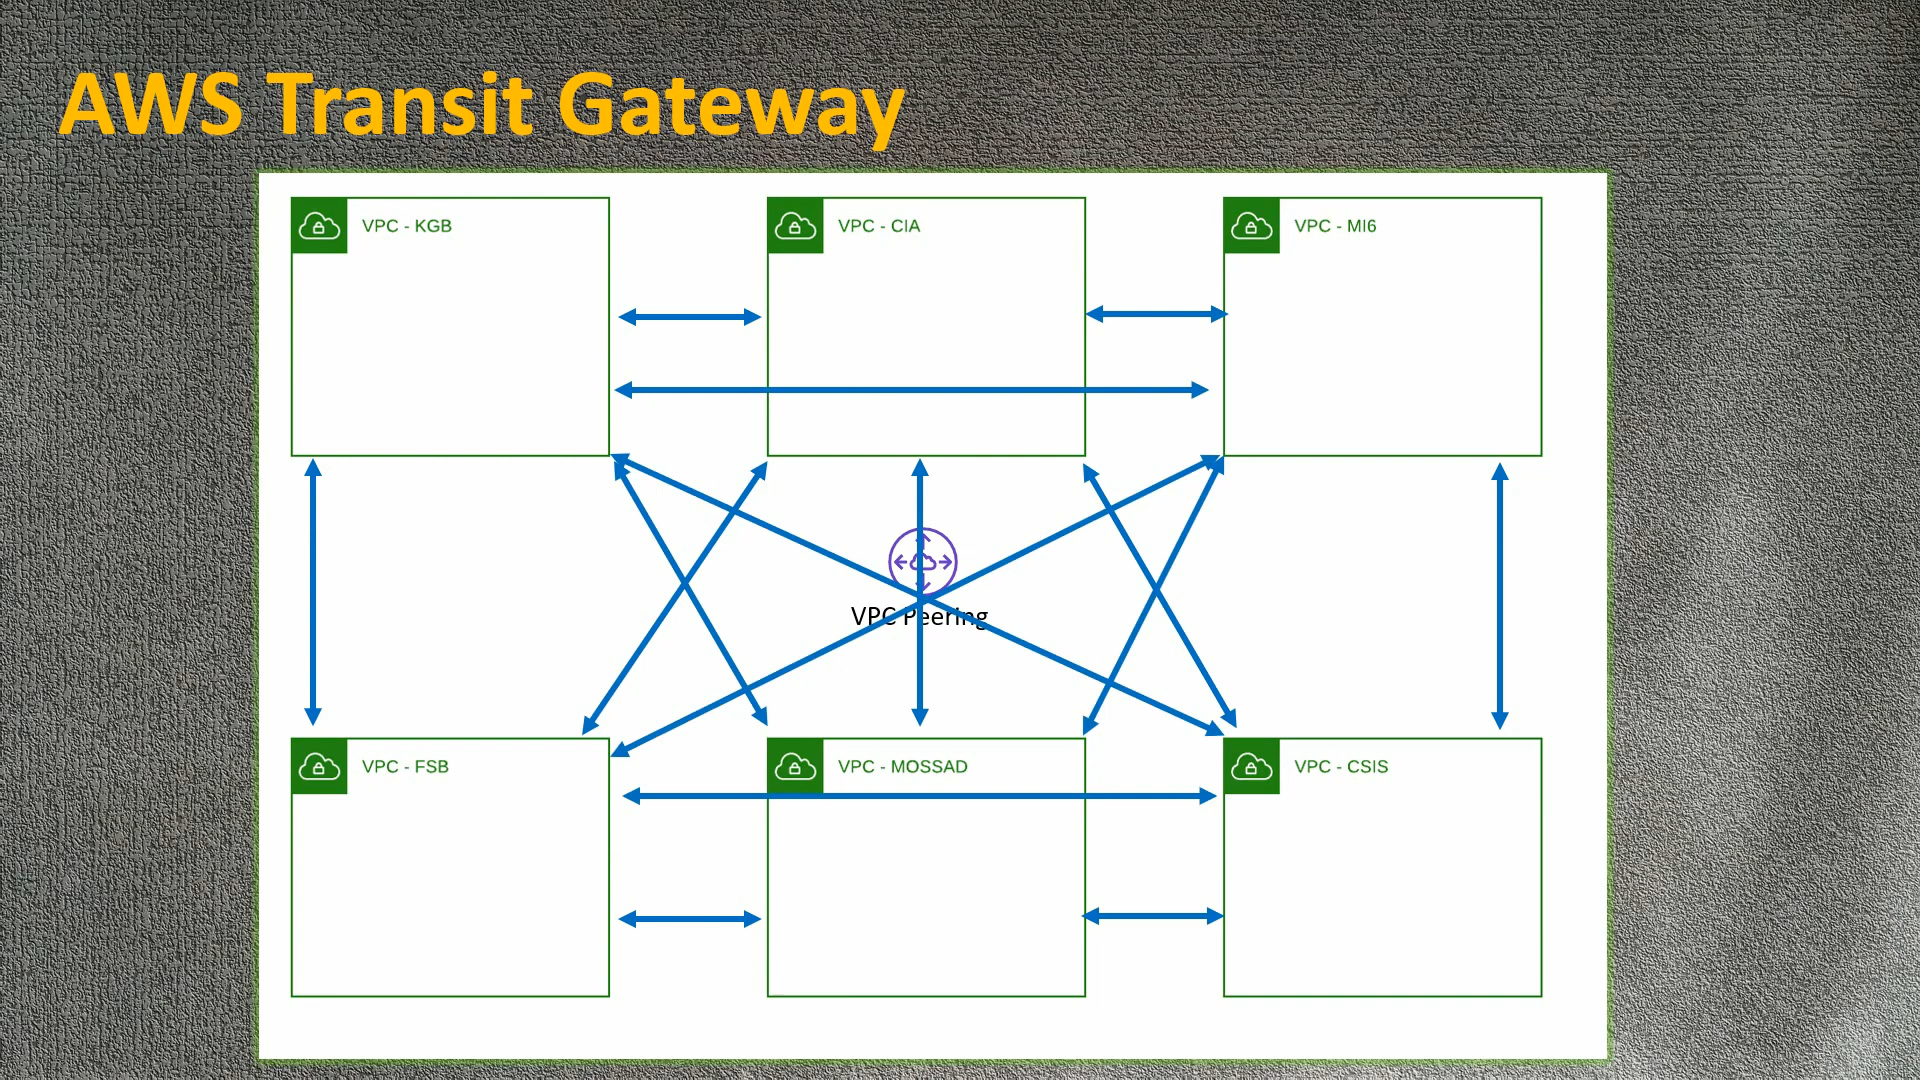 AWS Transit Gateway
VPC - KGB
VPC - CIA
VPC - MI6
VPC Peering
VPC - FSB
VPC - MOSSAD
VPC - CSIS